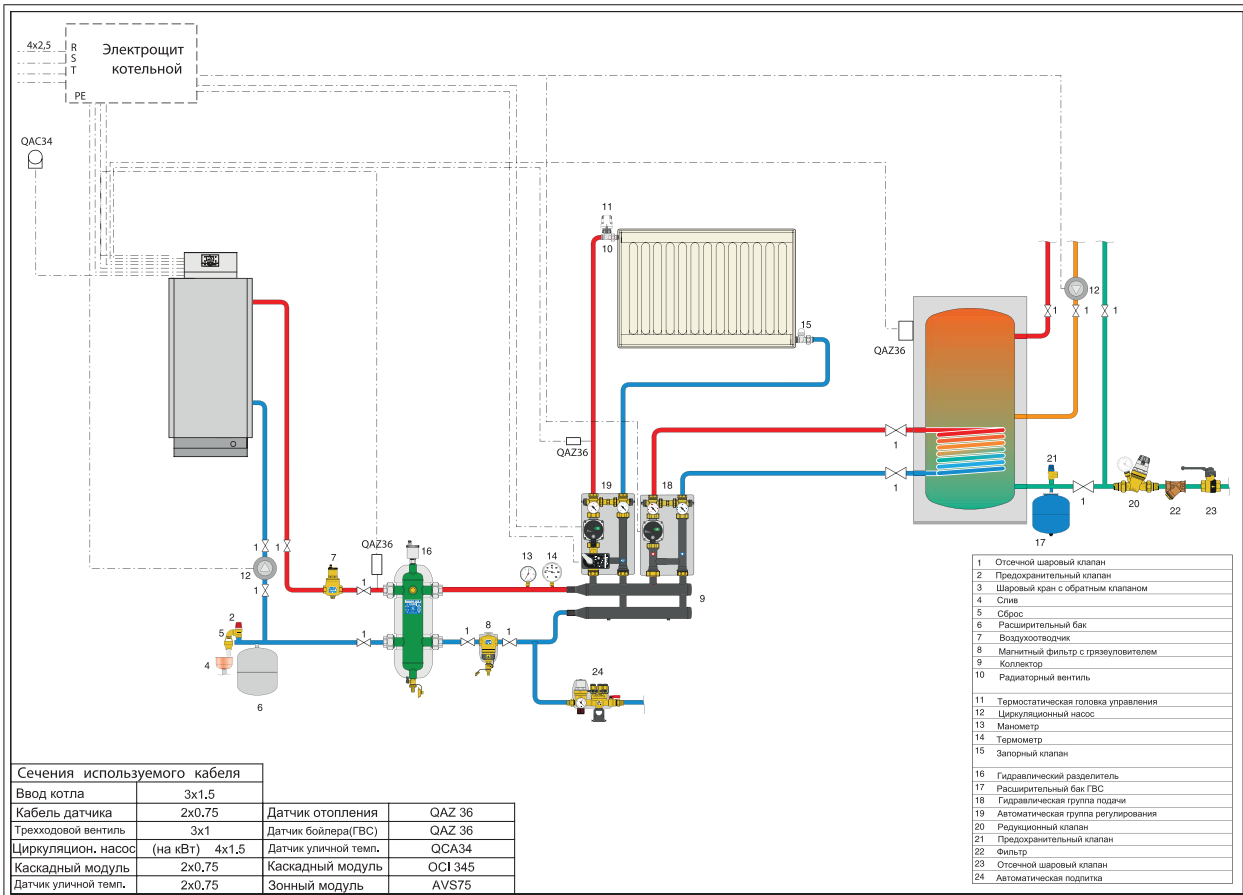 4x2,5
R
S
T
PE
Электрощит
котельной
QAC34
11
10
15
12
1
1
1
QAZ36
QAZ36
1
1
21
1
17
20
22
23
19
18
1
1
12
1
7
QAZ36
1
16
13
14
9
2
5
4
6
1
1
8
1
24
1 Отсечной шаровый клапан
2 Предохранительный клапан
3 Шаровый кран с обратным клапаном
4 Слив
5 Сброс
6 Расширительный бак
7 Воздухоотводчик
8 Магнитный фильтр с грязеуловителем
9 Коллектор
10 Радиаторный вентиль
11 Термостатическая головка управления
12 Циркуляционный насос
13 Манометр
14 Термометр
15 Запорный клапан
16 Гидравлический разделитель
17 Расширительный бак ГВС
18 Гидравлическая группа подачи
19 Автоматическая группа регулирования
20 Редукционный клапан
21 Предохранительный клапан
22 Фильтр
23 Отсечной шаровый клапан
24 Автоматическая подпитка
Сечения используемого кабеля
Ввод котла 3x1.5
Кабель датчика 2x0.75 Датчик отопления QAZ 36
Трехходовой вентиль 3x1 Датчик бойлера(ГВС) QAZ 36
Циркуляцион. насос (на кВт) 4x1.5 Датчик уличной темп. QCA34
Каскадный модуль 2x0.75 Каскадный модуль OCI 345
Датчик уличной темп. 2x0.75 Зонный модуль AVS75